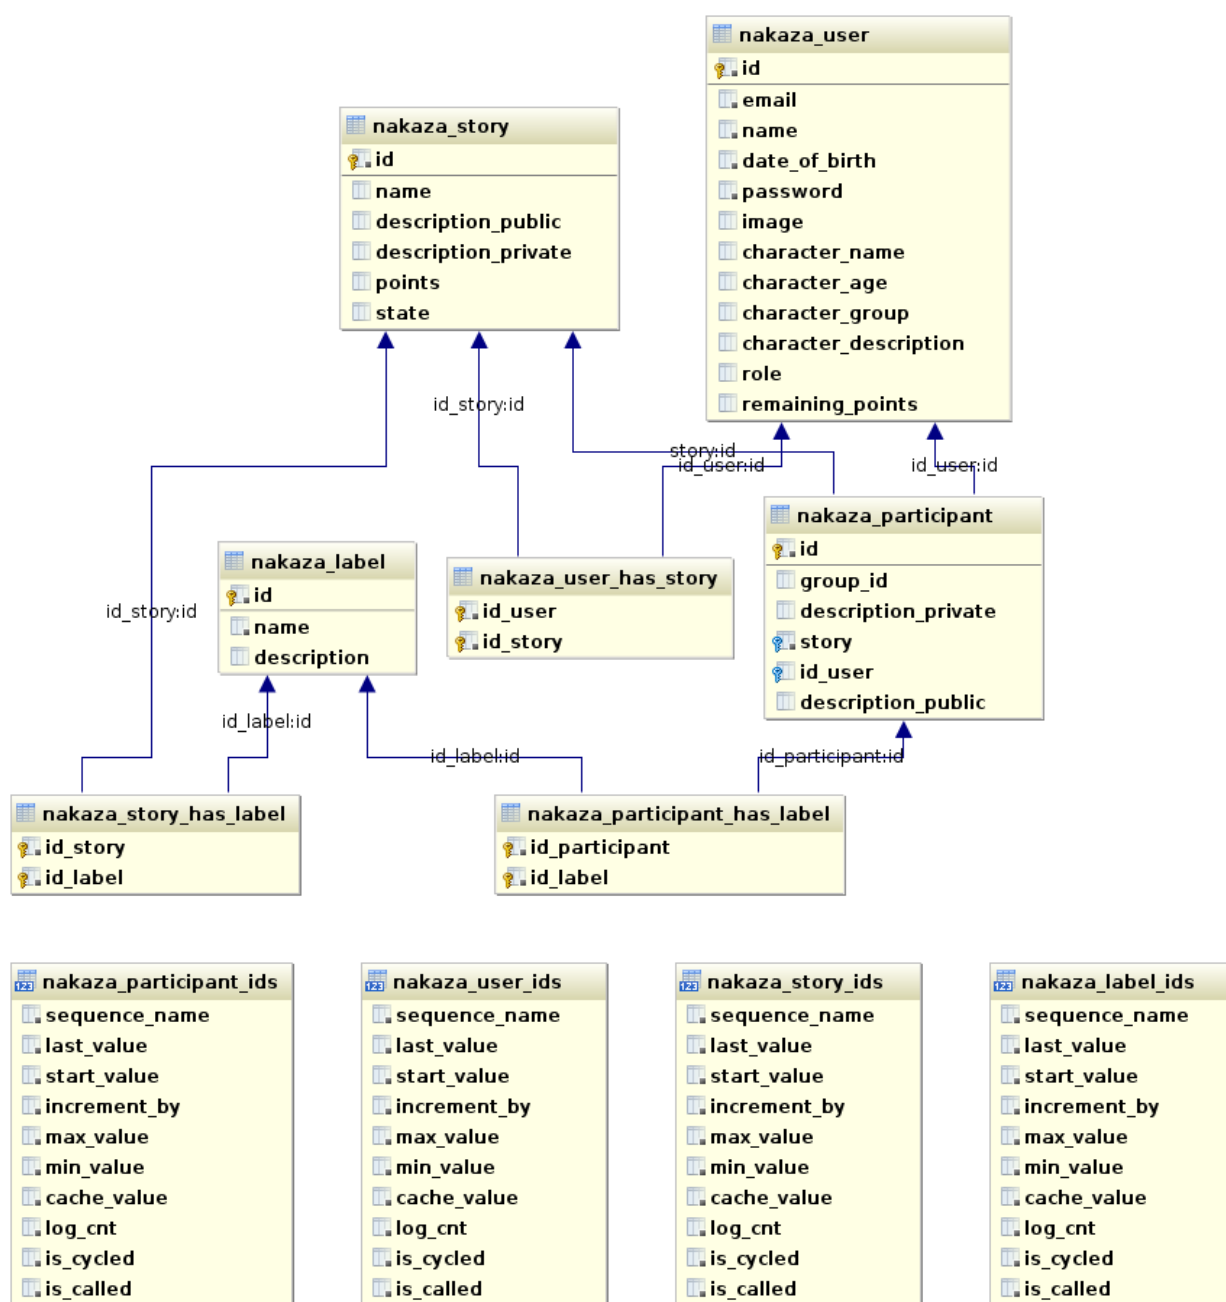 nakaza_user
id
email
name
date_of_birth
password
image
character_name
character_age
character_group
character_description
role
remaining_points
nakaza_story
id
name
description_public
description_private
points
state
id_story:id
story:id
id_user:id
id_user:id
nakaza_participant
id
group_id
description_private
story
id_user
description_public
nakaza_label
id
name
description
nakaza_user_has_story
id_user
id_story
id_story:id
id_label:id
id_label:id
id_participant:id
nakaza_story_has_label
id_story
id_label
nakaza_participant_has_label
id_participant
id_label
nakaza_participant_ids
sequence_name
last_value
start_value
increment_by
max_value
min_value
cache_value
log_cnt
is_cycled
is_called
nakaza_user_ids
sequence_name
last_value
start_value
increment_by
max_value
min_value
cache_value
log_cnt
is_cycled
is_called
nakaza_story_ids
sequence_name
last_value
start_value
increment_by
max_value
min_value
cache_value
log_cnt
is_cycled
is_called
nakaza_label_ids
sequence_name
last_value
start_value
increment_by
max_value
min_value
cache_value
log_cnt
is_cycled
is_called